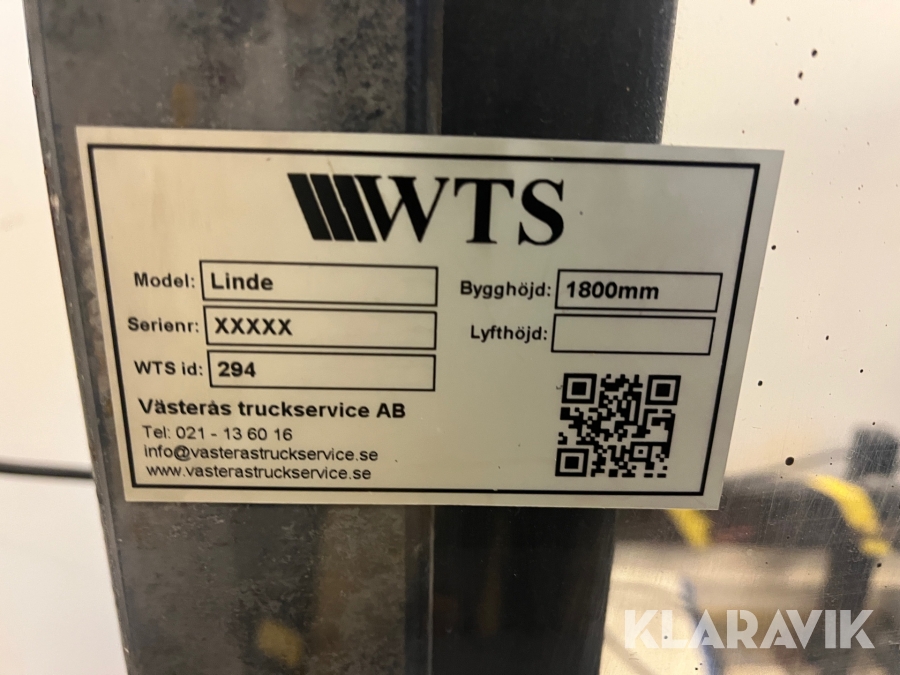 WTS
Model: Linde
Serienr: XXXXX
WTS id: 294
Bygghöjd: 1800mm
Lyfthöjd:
Västerås truckservice AB
Tel: 021 - 13 60 16
info@vasterastruckservice.se
www.vasterastruckservice.se
KLARAVIK